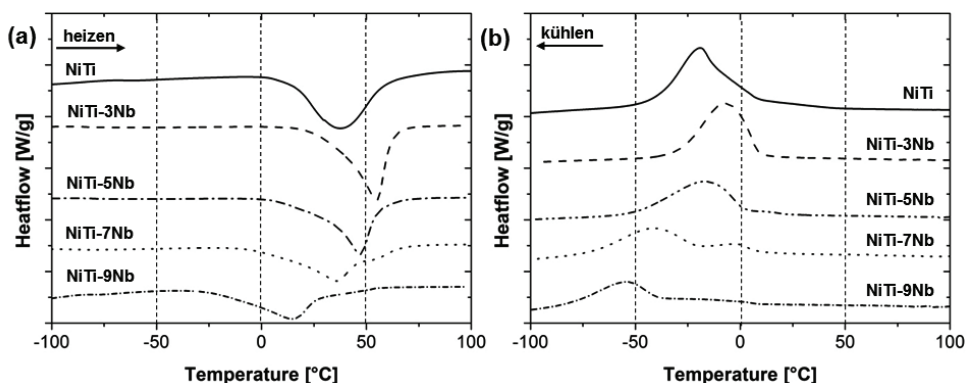 (a)
heizen
NiTi
NiTi-3Nb
NiTi-5Nb
NiTi-7Nb
NiTi-9Nb
Heatflow [W/g]
-100 -50 0 50 100
Temperature [°C]
(b)
kühlen
NiTi
NiTi-3Nb
NiTi-5Nb
NiTi-7Nb
NiTi-9Nb
Heatflow [W/g]
-100 -50 0 50 100
Temperature [°C]